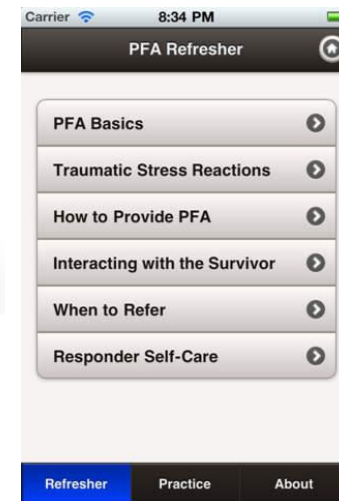 Carrier 8:34 PM
PFA Refresher
PFA Basics
Traumatic Stress Reactions
How to Provide PFA
Interacting with the Survivor
When to Refer
Responder Self-Care
Refresher Practice About